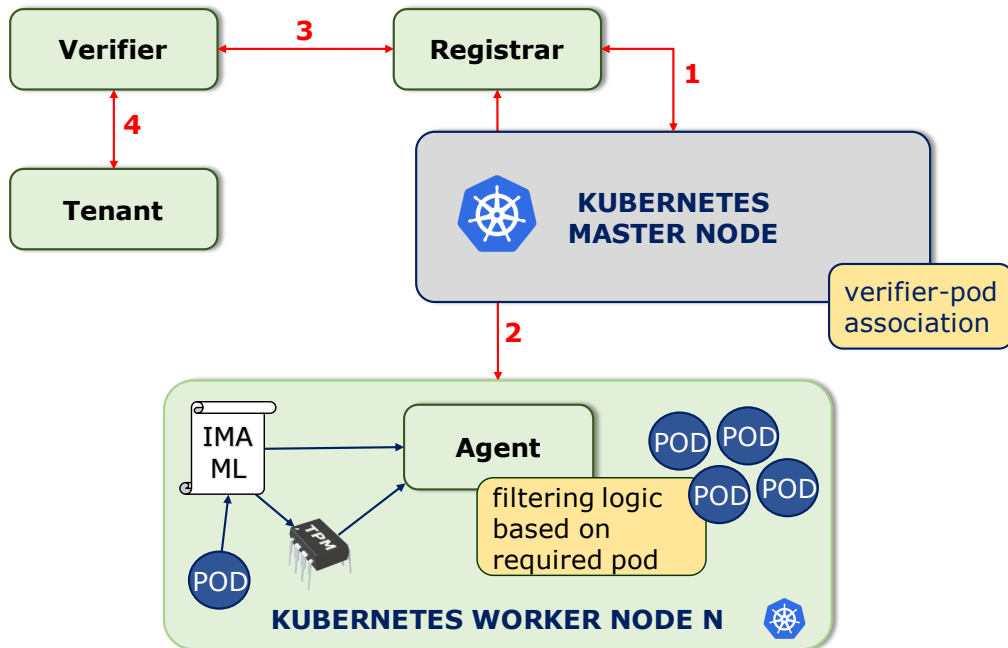 Verifier
3
Registrar
1
4
Tenant
KUBERNETES
MASTER NODE
verifier-pod
association
2
IMA
ML
Agent
POD
POD
POD
POD
filtering logic
based on
required pod
TPM
POD
KUBERNETES WORKER NODE N